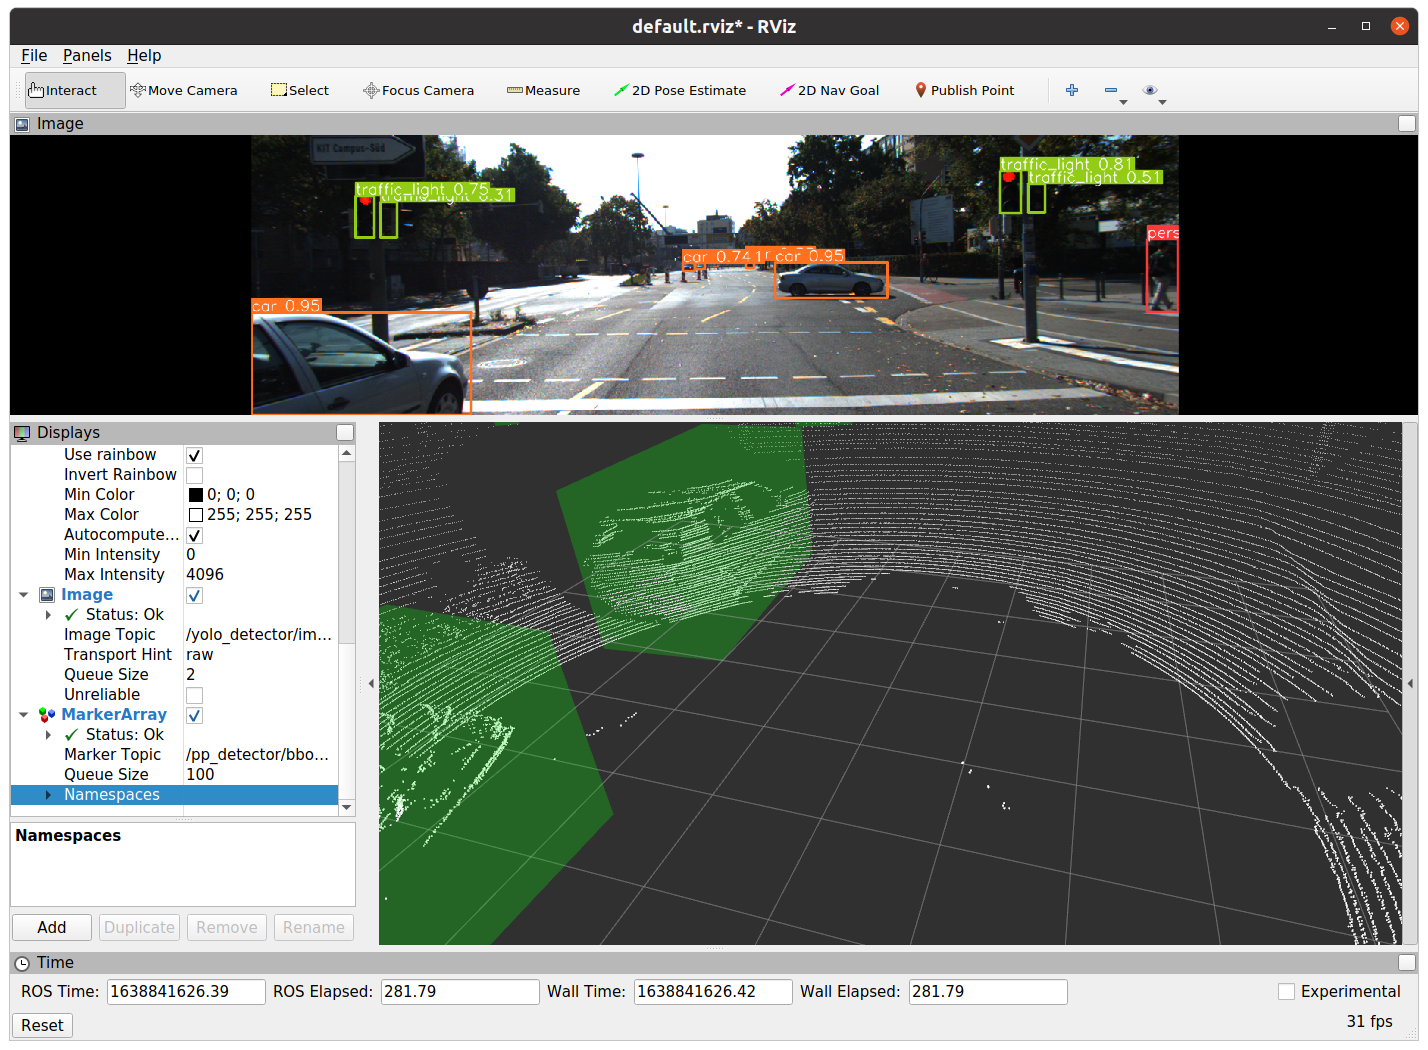 default.rviz* - RViz
File Panels Help
Interact Move Camera Select Focus Camera Measure 2D Pose Estimate 2D Nav Goal Publish Point
Image
KIT Campus-Süd
traffic_light 0.81
traffic_light 0.51
traffic_light 0.75
traffic_light 0.31
pers
car 0.74 car 0.95
car 0.95
Displays
Use rainbow
Invert Rainbow
Min Color 0; 0; 0
Max Color 255; 255; 255
Autocompute...
Min Intensity 0
Max Intensity 4096
Image
Status: Ok
Image Topic /yolo_detector/im...
Transport Hint raw
Queue Size 2
Unreliable
MarkerArray
Status: Ok
Marker Topic /pp_detector/bbo...
Queue Size 100
Namespaces
Namespaces
Add Duplicate Remove Rename
Time
ROS Time: 1638841626.39 ROS Elapsed: 281.79 Wall Time: 1638841626.42 Wall Elapsed: 281.79 Experimental
Reset 31 fps